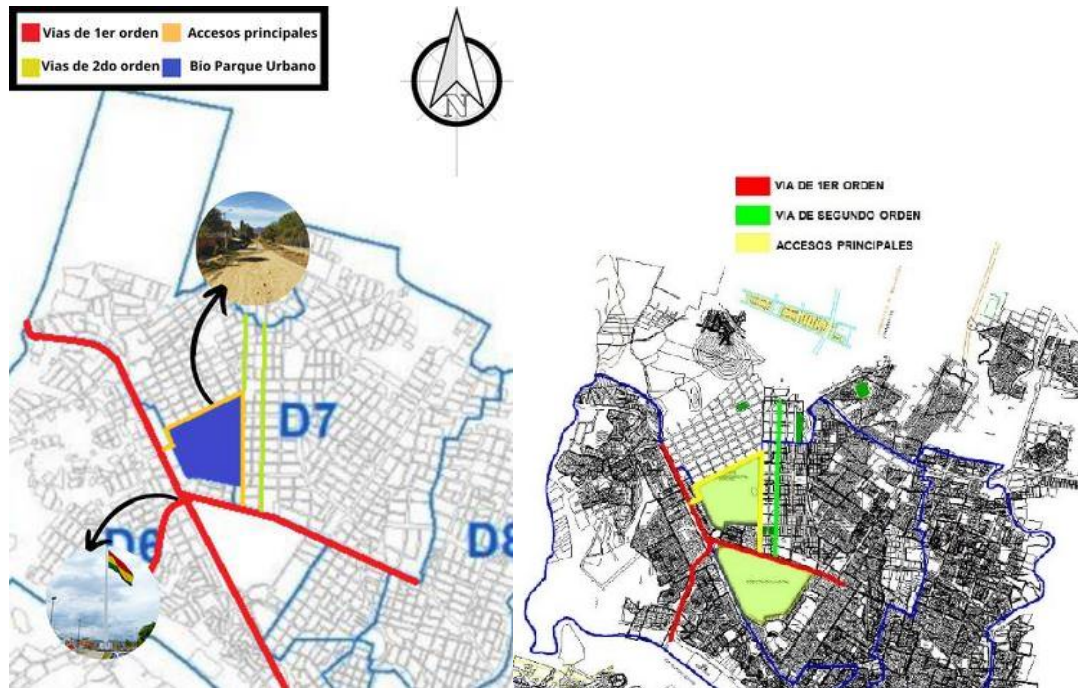 Vias de 1er orden
Accesos principales
Vias de 2do orden
Bio Parque Urbano
N
D7
D6
D8
VIA DE 1ER ORDEN
VIA DE SEGUNDO ORDEN
ACCESOS PRINCIPALES